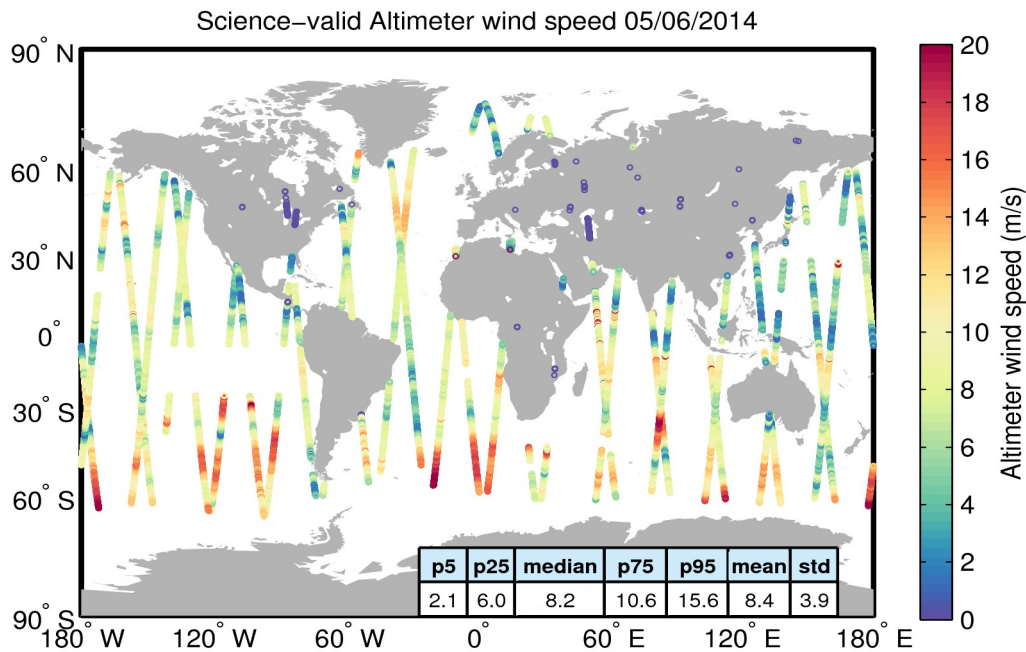 Science−valid Altimeter wind speed 05/06/2014
90° N
60° N
30° N
0°
30° S
60° S
90° S
180° W
120° W
60° W
0°
60° E
120° E
180° E
p5 p25 median p75 p95 mean std
2.1 6.0 8.2 10.6 15.6 8.4 3.9
20
18
16
14
12
10
8
6
4
2
0
Altimeter wind speed (m/s)